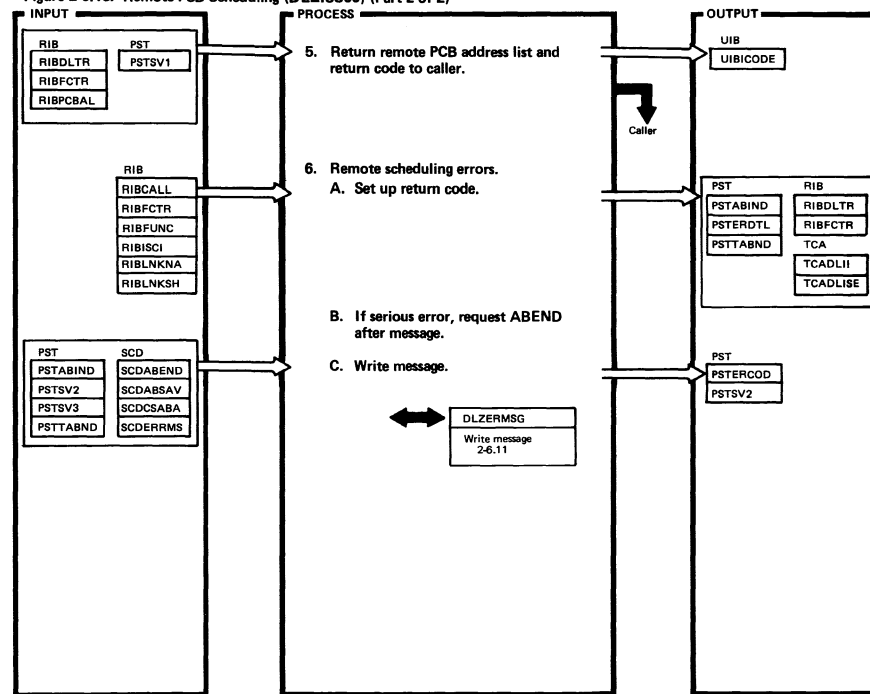 INPUT
PROCESS
OUTPUT
RIB
PST
RIBDLTR
PSTSV1
RIBFCTR
RIBPCBAL
5. Return remote PCB address list and
return code to caller.
Caller
UIB
UIBICODE
RIB
RIBCALL
RIBFCTR
RIBFUNC
RIBISCI
RIBLNKNA
RIBLNKSH
6. Remote scheduling errors.
A. Set up return code.
PST
RIB
PSTABIND
RIBDLTR
PSTERDTL
RIBFCTR
PSTTABND
TCA
TCADLII
TCADLISE
B. If serious error, request ABEND
after message.
PST
SCD
PSTABIND
SCDABEND
PSTSV2
SCDABSAV
PSTSV3
SCDCSABA
PSTTABND
SCDERRMS
C. Write message.
DLZERMSG
Write message
2-6.11
PST
PSTERCOD
PSTSV2